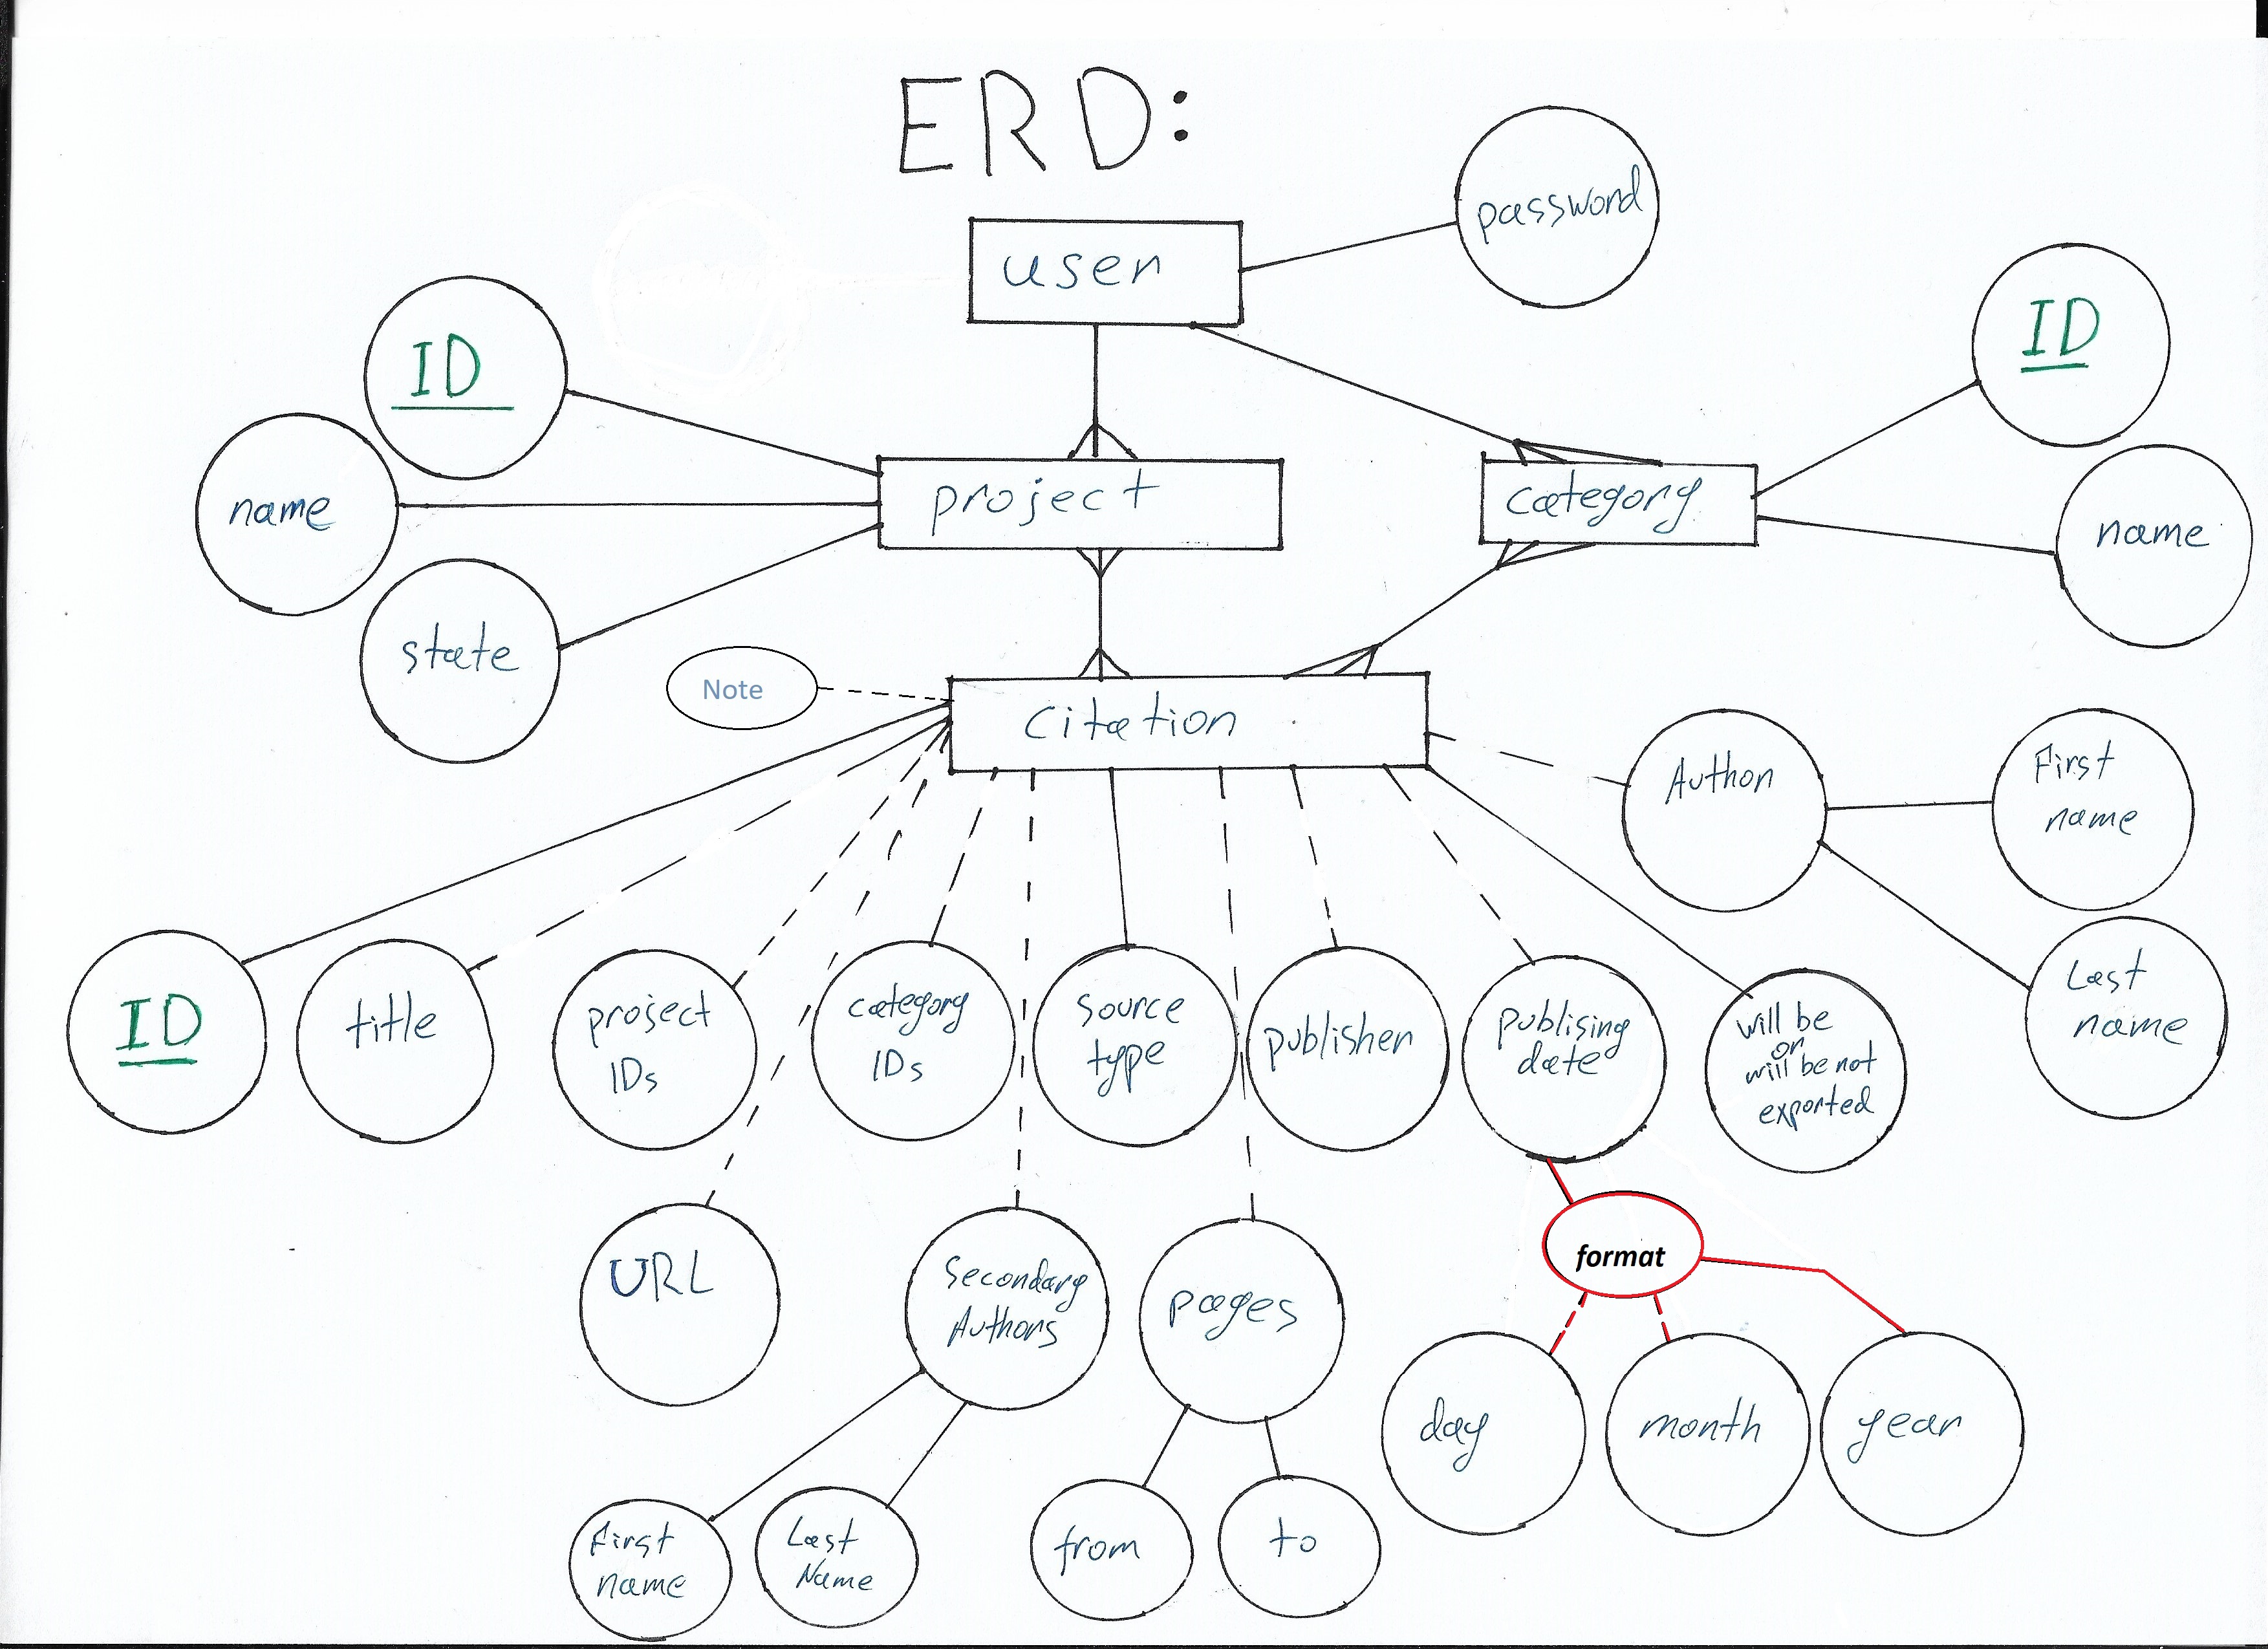 ERD:
password
user
ID
ID
name
project
category
name
state
Note
citation
Author
First
name
Last
name
ID
title
project
IDs
category
IDs
source
type
publisher
publising
date
will be
or
will be not
exported
URL
Secondary
Authors
pages
format
day
month
year
First
name
Last
Name
from
to